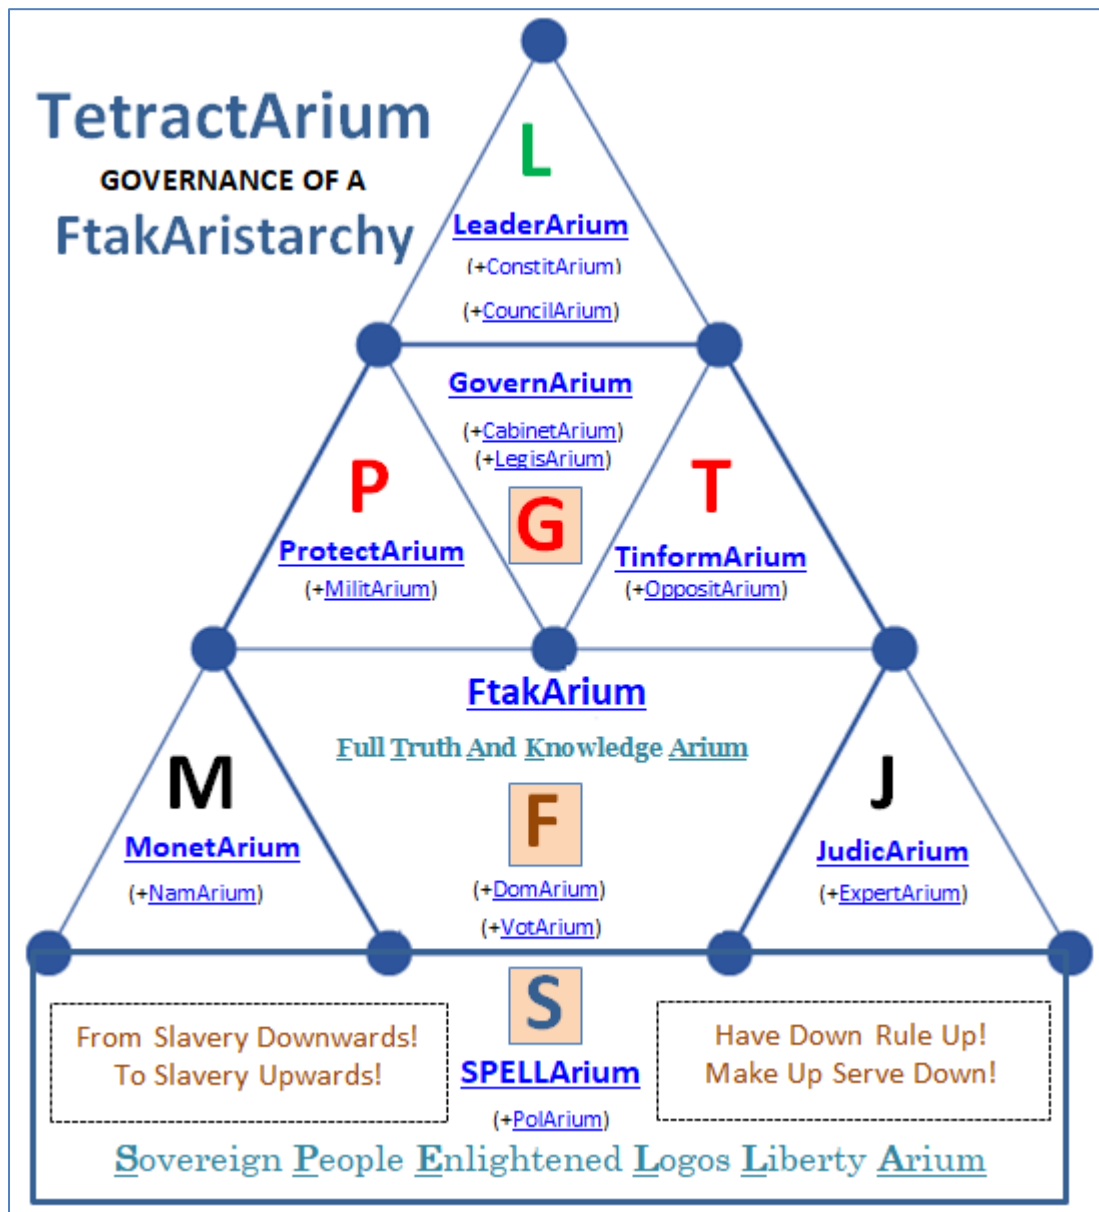 TetractArium
GOVERNANCE OF A
FtakAristarchy
L
LeaderArium
(+ConstitArium)
(+CouncilArium)
GovernArium
(+CabinetArium)
(+LegisArium)
G
P
ProtectArium
(+MilitArium)
T
TinformArium
(+OppositArium)
FtakArium
Full Truth And Knowledge Arium
M
MonetArium
(+NamArium)
F
(+DomArium)
(+VotArium)
J
JudicArium
(+ExpertArium)
From Slavery Downwards!
To Slavery Upwards!
S
SPELLArium
(+PolArium)
Have Down Rule Up!
Make Up Serve Down!
Sovereign People Enlightened Logos Liberty Arium